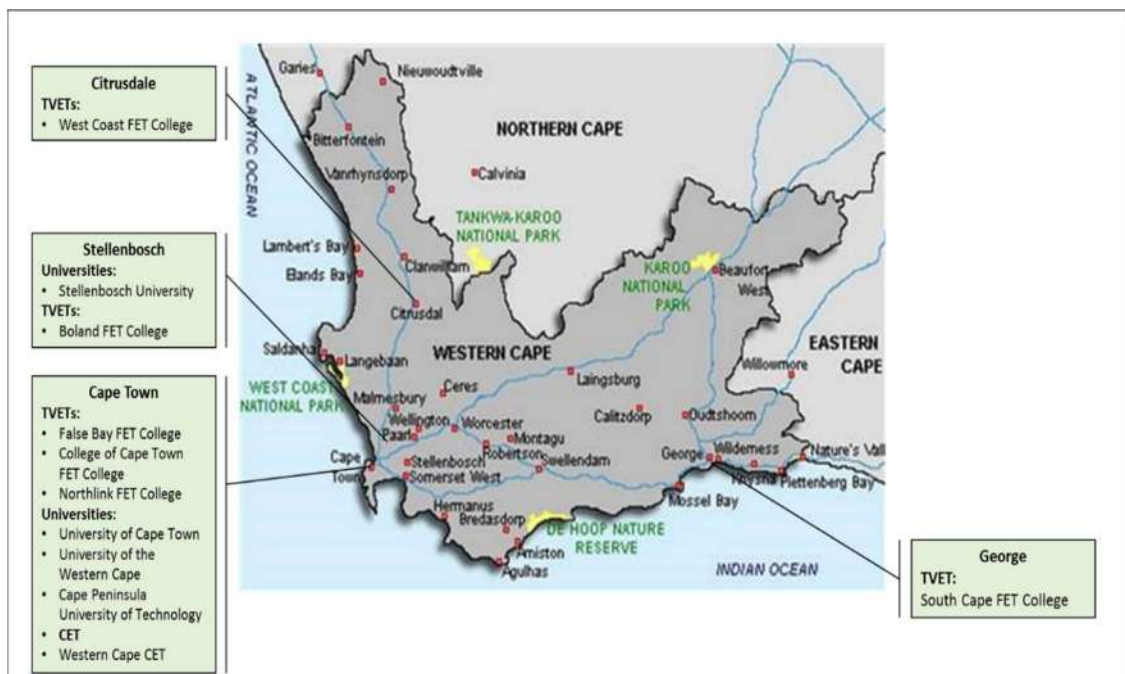 Citrusdale
TVETs:
• West Coast FET College
Stellenbosch
Universities:
• Stellenbosch University
TVETs:
• Boland FET College
Cape Town
TVETs:
• False Bay FET College
• College of Cape Town
FET College
• Northlink FET College
Universities:
• University of Cape Town
• University of the
Western Cape
• Cape Peninsula
University of Technology
• CET
• Western Cape CET
ATLANTIC OCEAN
Garies
Nieuwoudtville
Bitterfontein
NORTHERN CAPE
Vanrhynsdorp
Calvinia
TANKWA-KAROO
NATIONAL PARK
Lambert's Bay
Clanwilliam
Elands Bay
KAROO
NATIONAL
PARK
Beaufort
West
Citrusdal
Saldanha
Langebaan
WESTERN CAPE
EASTERN
CAPE
Willowmore
WEST COAST
NATIONAL PARK
Malmesbury
Ceres
Laingsburg
Calitzdorp
Oudtshoorn
Wellington
Worcester
Paarl
Montagu
Robertson
Cape
Town
Stellenbosch
Somerset West
Swellendam
George
Wilderness
Nature's Vall
Knysna
Plettenberg Bay
Mossel Bay
Hermanus
Bredasdorp
DE HOOP NATURE
RESERVE
Arniston
Agulhas
INDIAN OCEAN
George
TVET:
South Cape FET College